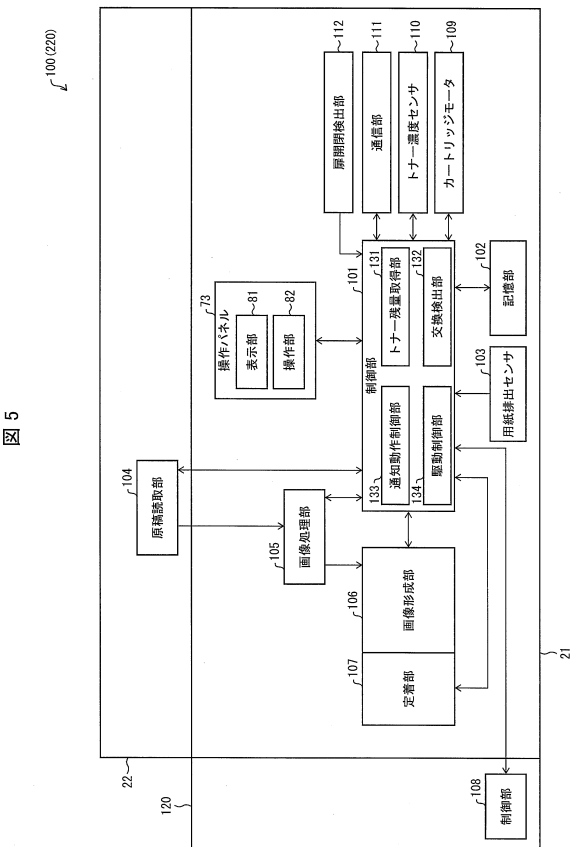 図 5
100 (220)
22
120
104
原稿読取部
105
画像処理部
73
操作パネル
81
表示部
82
操作部
112
扉開閉検出部
111
通信部
110
トナー濃度センサ
109
カートリッジモータ
101
制御部
131
トナー残量取得部
132
交換検出部
133
通知動作制御部
134
駆動制御部
106
画像形成部
107
定着部
102
記憶部
103
用紙排出センサ
108
制御部
21